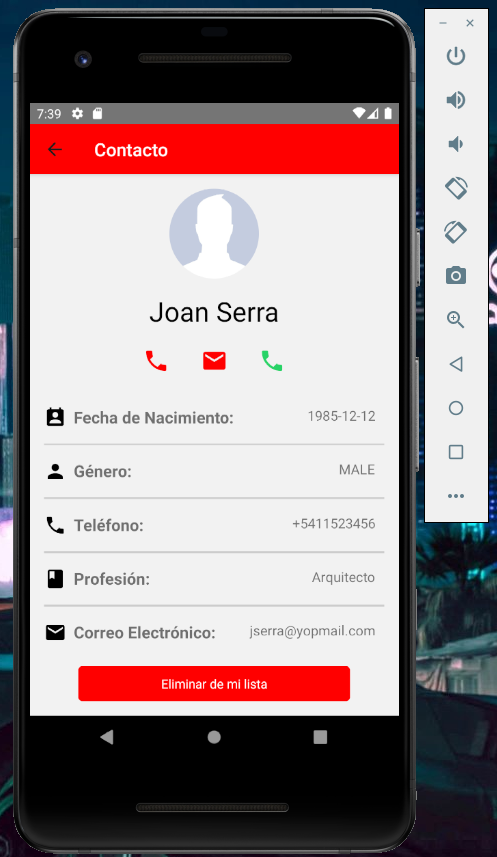 7:39
Contacto
Joan Serra
Fecha de Nacimiento: 1985-12-12
Género: MALE
Teléfono: +5411523456
Profesión: Arquitecto
Correo Electrónico: jserra@yopmail.com
Eliminar de mi lista